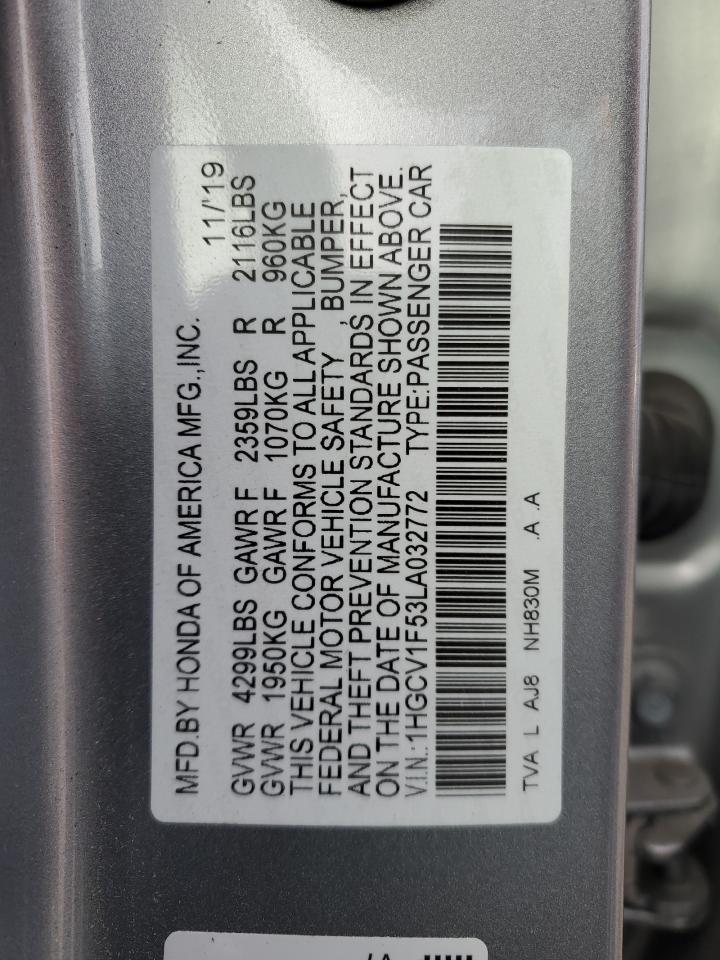 MFD.BY HONDA OF AMERICA MFG.,INC. 11/'19
GVWR 4299LBS GAWR F 2359LBS R 2116LBS
GVWR 1950KG GAWR F 1070KG R 960KG
THIS VEHICLE CONFORMS TO ALL APPLICABLE
FEDERAL MOTOR VEHICLE SAFETY , BUMPER,
AND THEFT PREVENTION STANDARDS IN EFFECT
ON THE DATE OF MANUFACTURE SHOWN ABOVE.
V.I.N.:1HGCV1F53LA032772 TYPE:PASSENGER CAR
TVA L AJ8 NH830M .A .A